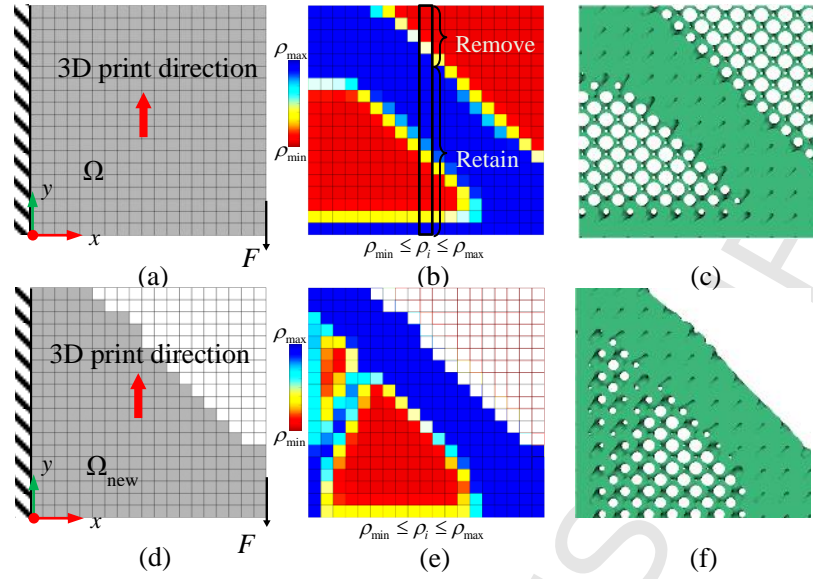 3D print direction
Ω
y
x
F
(a)
ρmax
ρmin
Remove
Retain
ρmin ≤ ρi ≤ ρmax
(b)
(c)
3D print direction
Ωnew
y
x
F
(d)
ρmax
ρmin
ρmin ≤ ρi ≤ ρmax
(e)
(f)